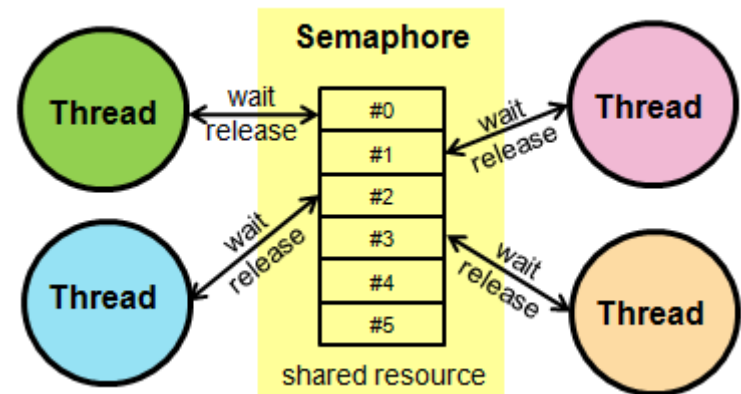 Semaphore
Thread
wait
release
#0
#1
#2
#3
#4
#5
wait
release
Thread
Thread
wait
release
wait
release
Thread
shared resource